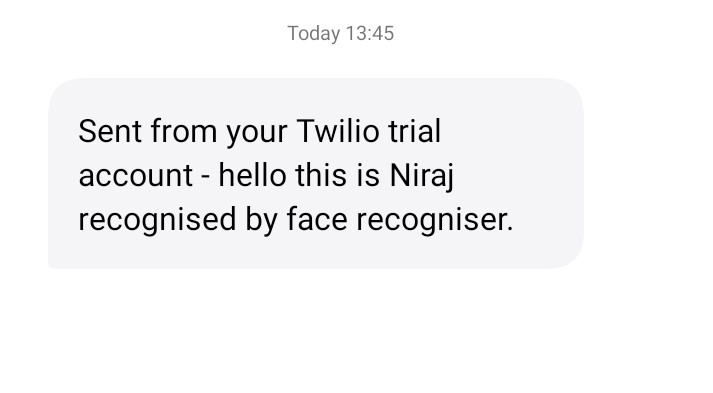 Today 13:45
Sent from your Twilio trial
account - hello this is Niraj
recognised by face recogniser.